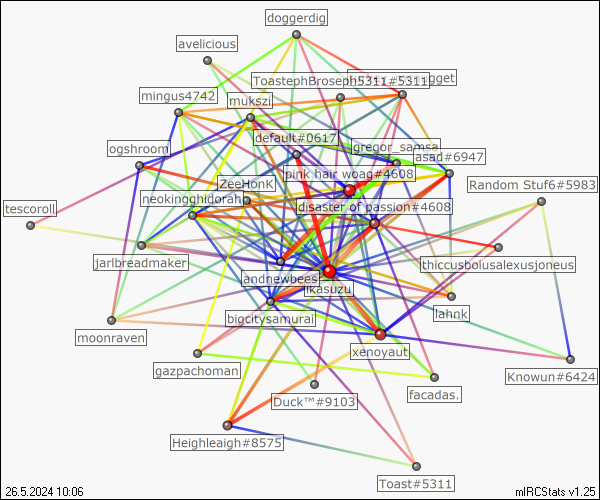 doggerdig
avelicious
ToastephBroseph5311#5311
gget
mingus4742
mukszi
default#0617
gregor_samsa
ogshroom
asad#6947
pink hair woag#4608
ZeeHonK
Random Stuf6#5983
neokingghidorah
disaster of passion#4608
tescoroll
jarlbreadmaker
thiccusboiusalexusjoneus
andnewbees
ikasuzu
lahnk
bigcitysamurai
moonraven
xenoyaut
gazpachoman
Knowun#6424
Duck™#9103
facadas.
Heighleaigh#8575
Toast#5311
26.5.2024 10:06
mIRCStats v1.25